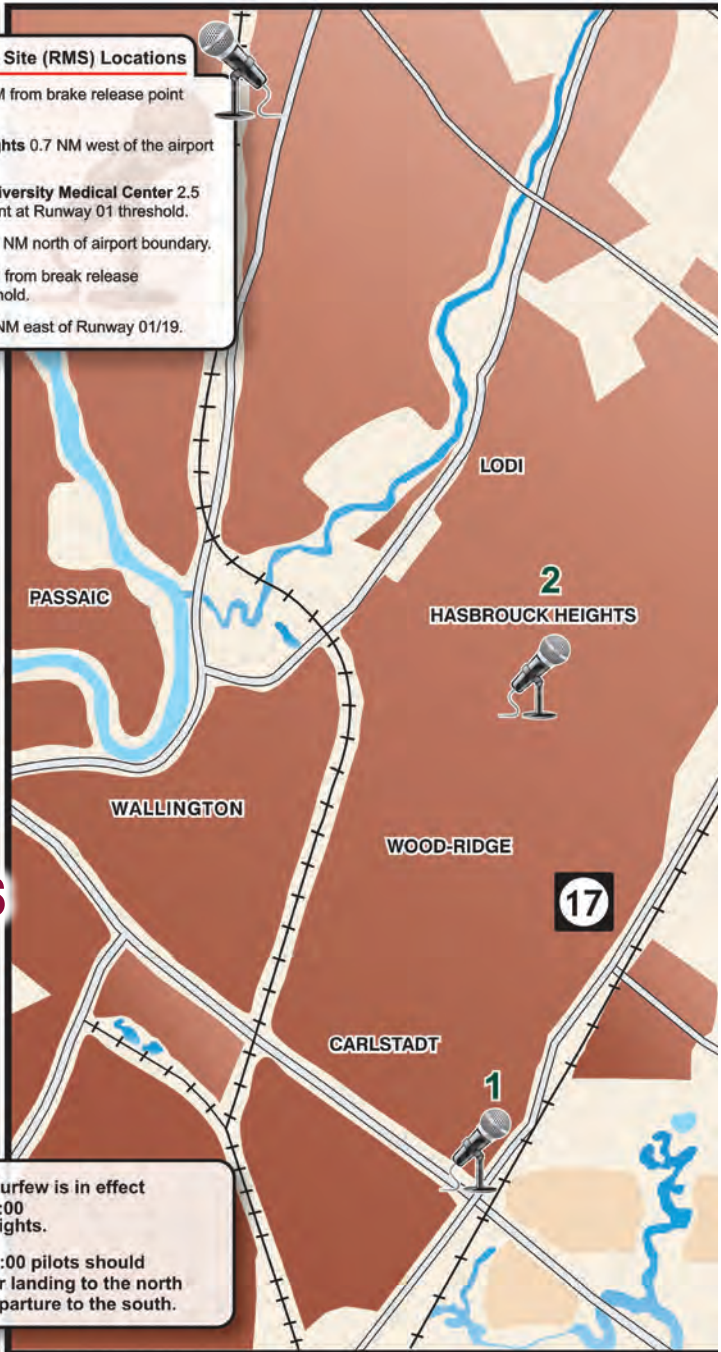 Site (RMS) Locations
from brake release point
ghts 0.7 NM west of the airport
iversity Medical Center 2.5
nt at Runway 01 threshold.
NM north of airport boundary.
from break release
hold.
NM east of Runway 01/19.
LODI
2
PASSAIC
HASBROUCK HEIGHTS
WALLINGTON
WOOD-RIDGE
S
17
CARLSTADT
1
urfew is in effect
:00
ights.
:00 pilots should
r landing to the north
parture to the south.